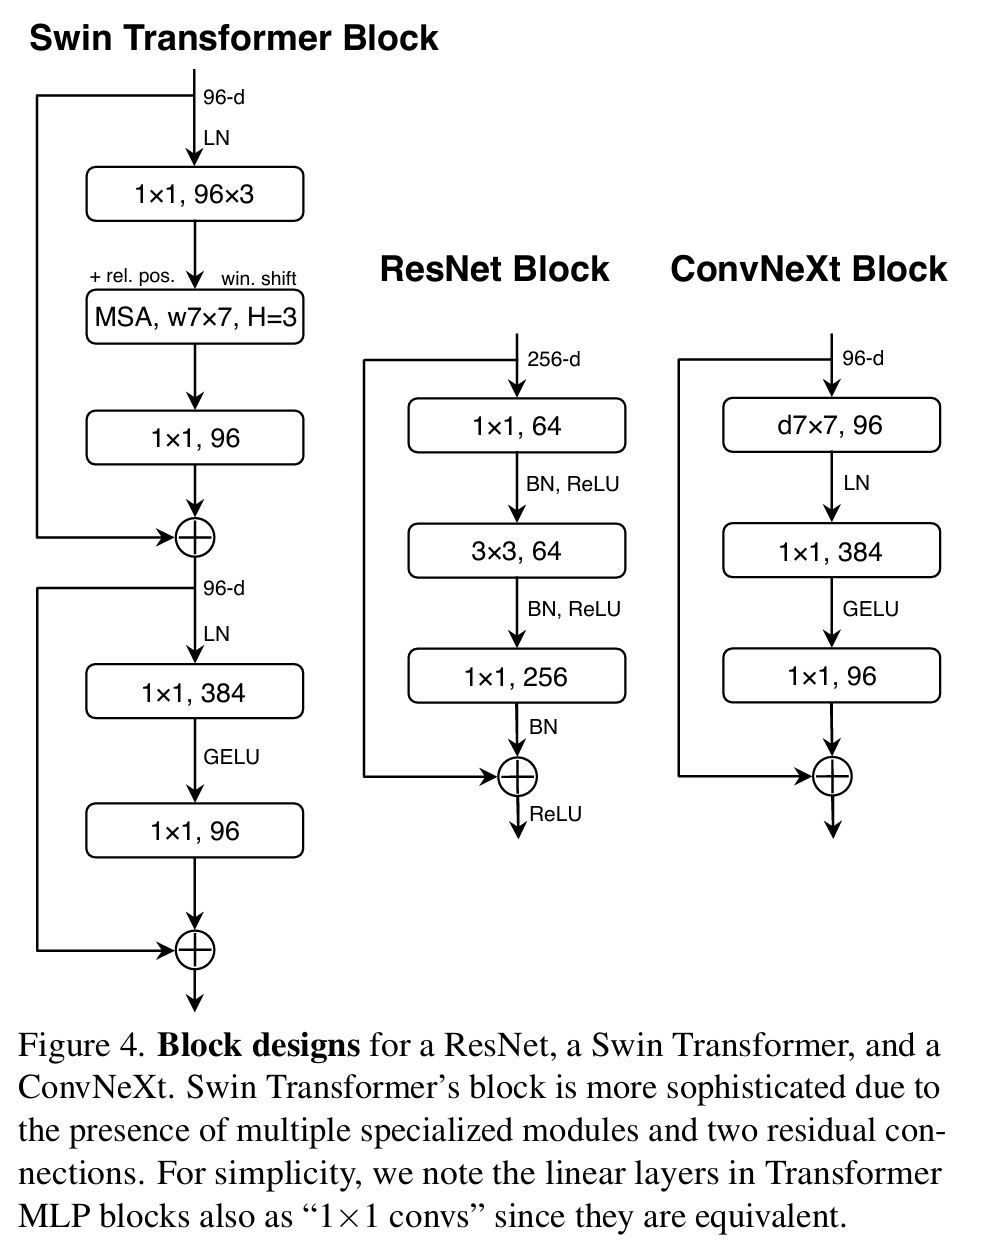 Swin Transformer Block
96-d
LN
1×1, 96×3
+ rel. pos.
win. shift
MSA, w7×7, H=3
1×1, 96
96-d
LN
1×1, 384
GELU
1×1, 96
ResNet Block
256-d
1×1, 64
BN, ReLU
3×3, 64
BN, ReLU
1×1, 256
BN
ReLU
ConvNeXt Block
96-d
d7×7, 96
LN
1×1, 384
GELU
1×1, 96
Figure 4. Block designs for a ResNet, a Swin Transformer, and a
ConvNeXt. Swin Transformer’s block is more sophisticated due to
the presence of multiple specialized modules and two residual con-
nections. For simplicity, we note the linear layers in Transformer
MLP blocks also as “1×1 convs” since they are equivalent.